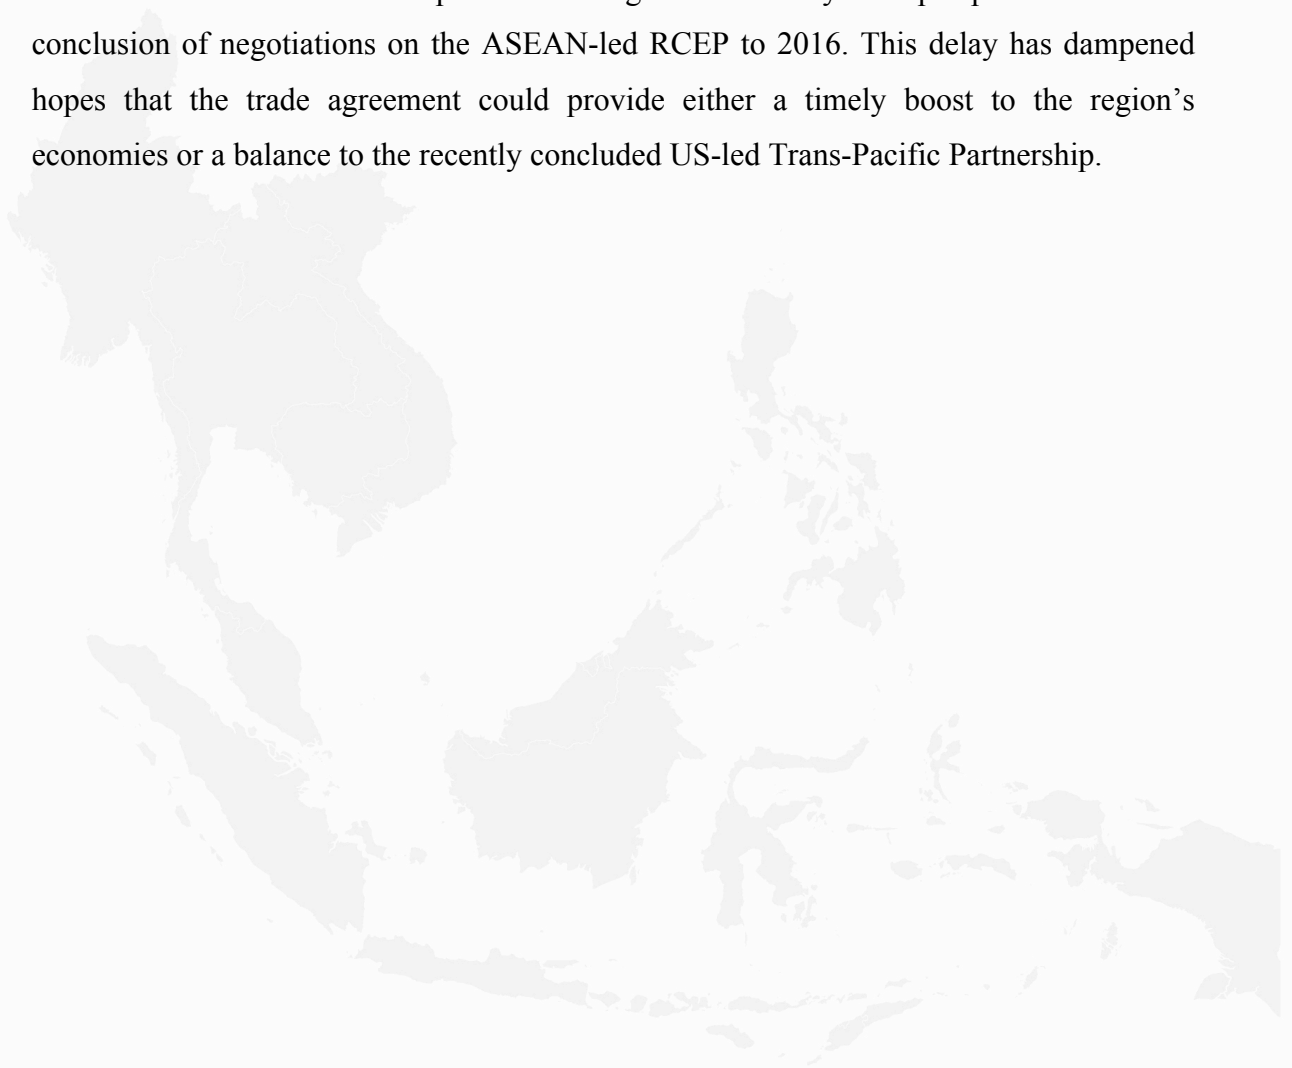 conclusion of negotiations on the ASEAN-led RCEP to 2016. This delay has dampened
hopes that the trade agreement could provide either a timely boost to the region’s
economies or a balance to the recently concluded US-led Trans-Pacific Partnership.